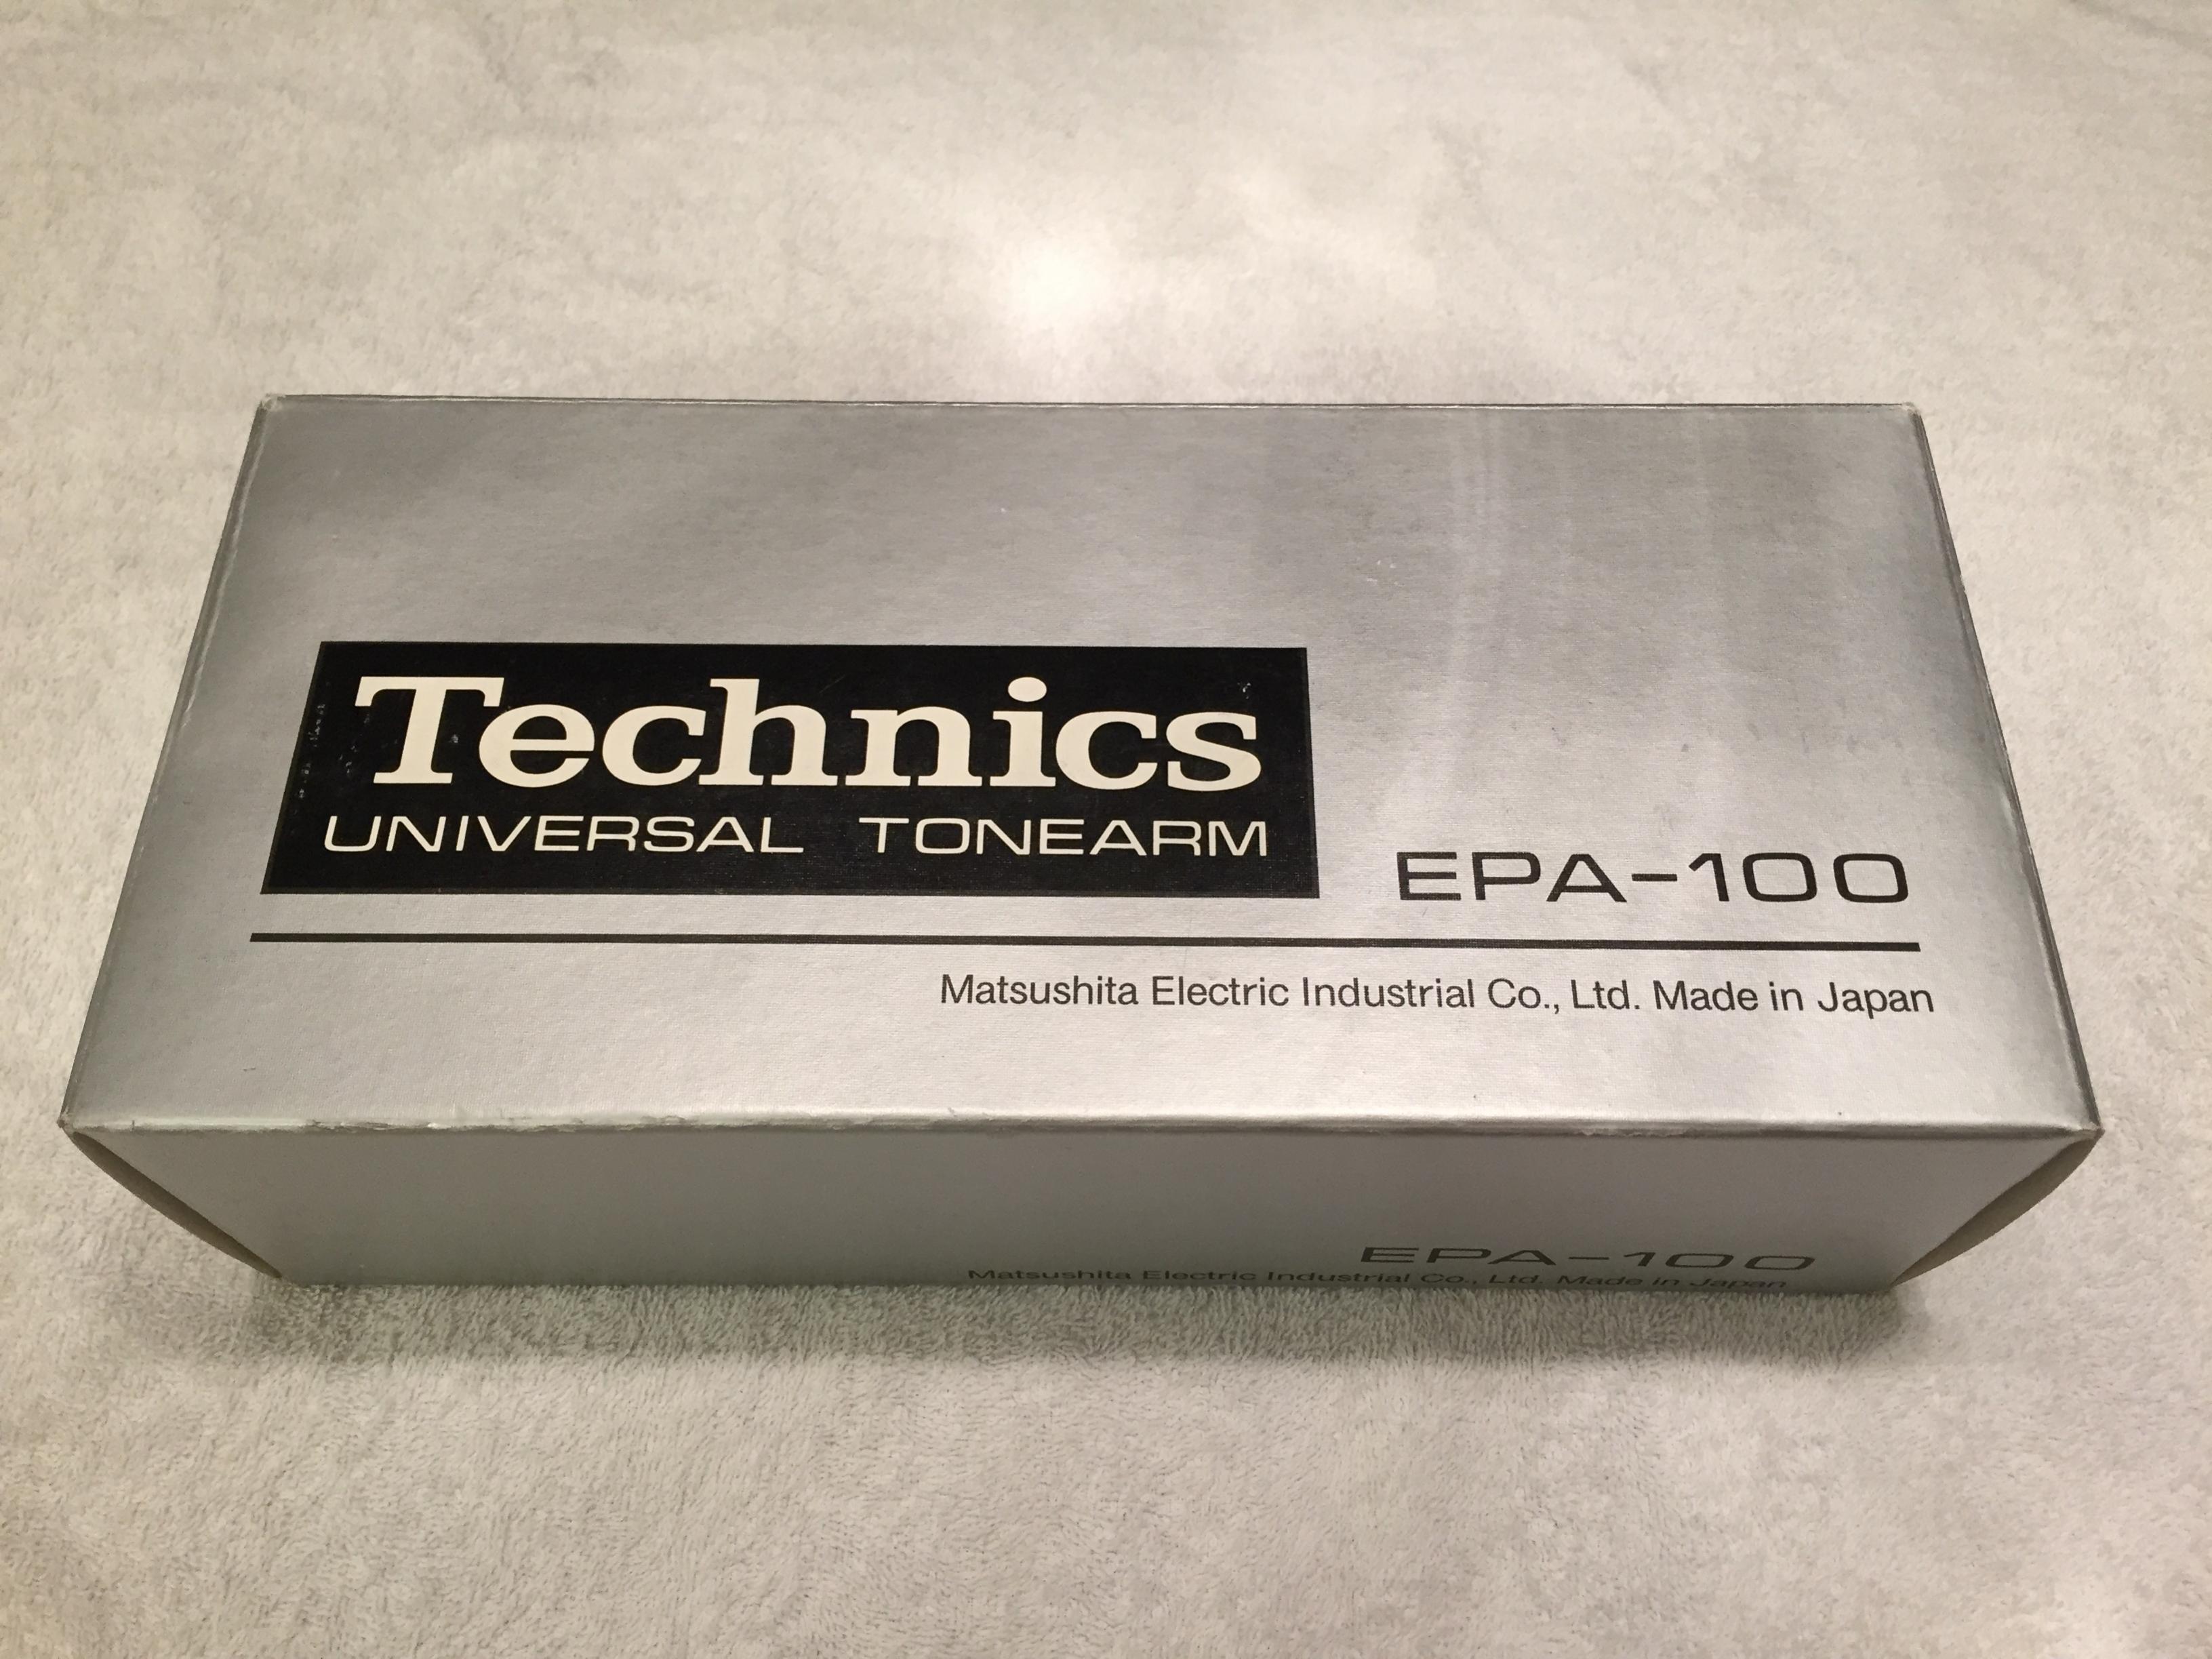 Technics
UNIVERSAL TONEARM
EPA-100
Matsushita Electric Industrial Co., Ltd. Made in Japan
EPA-100
Matsushita Electric Industrial Co., Ltd. Made in Japan